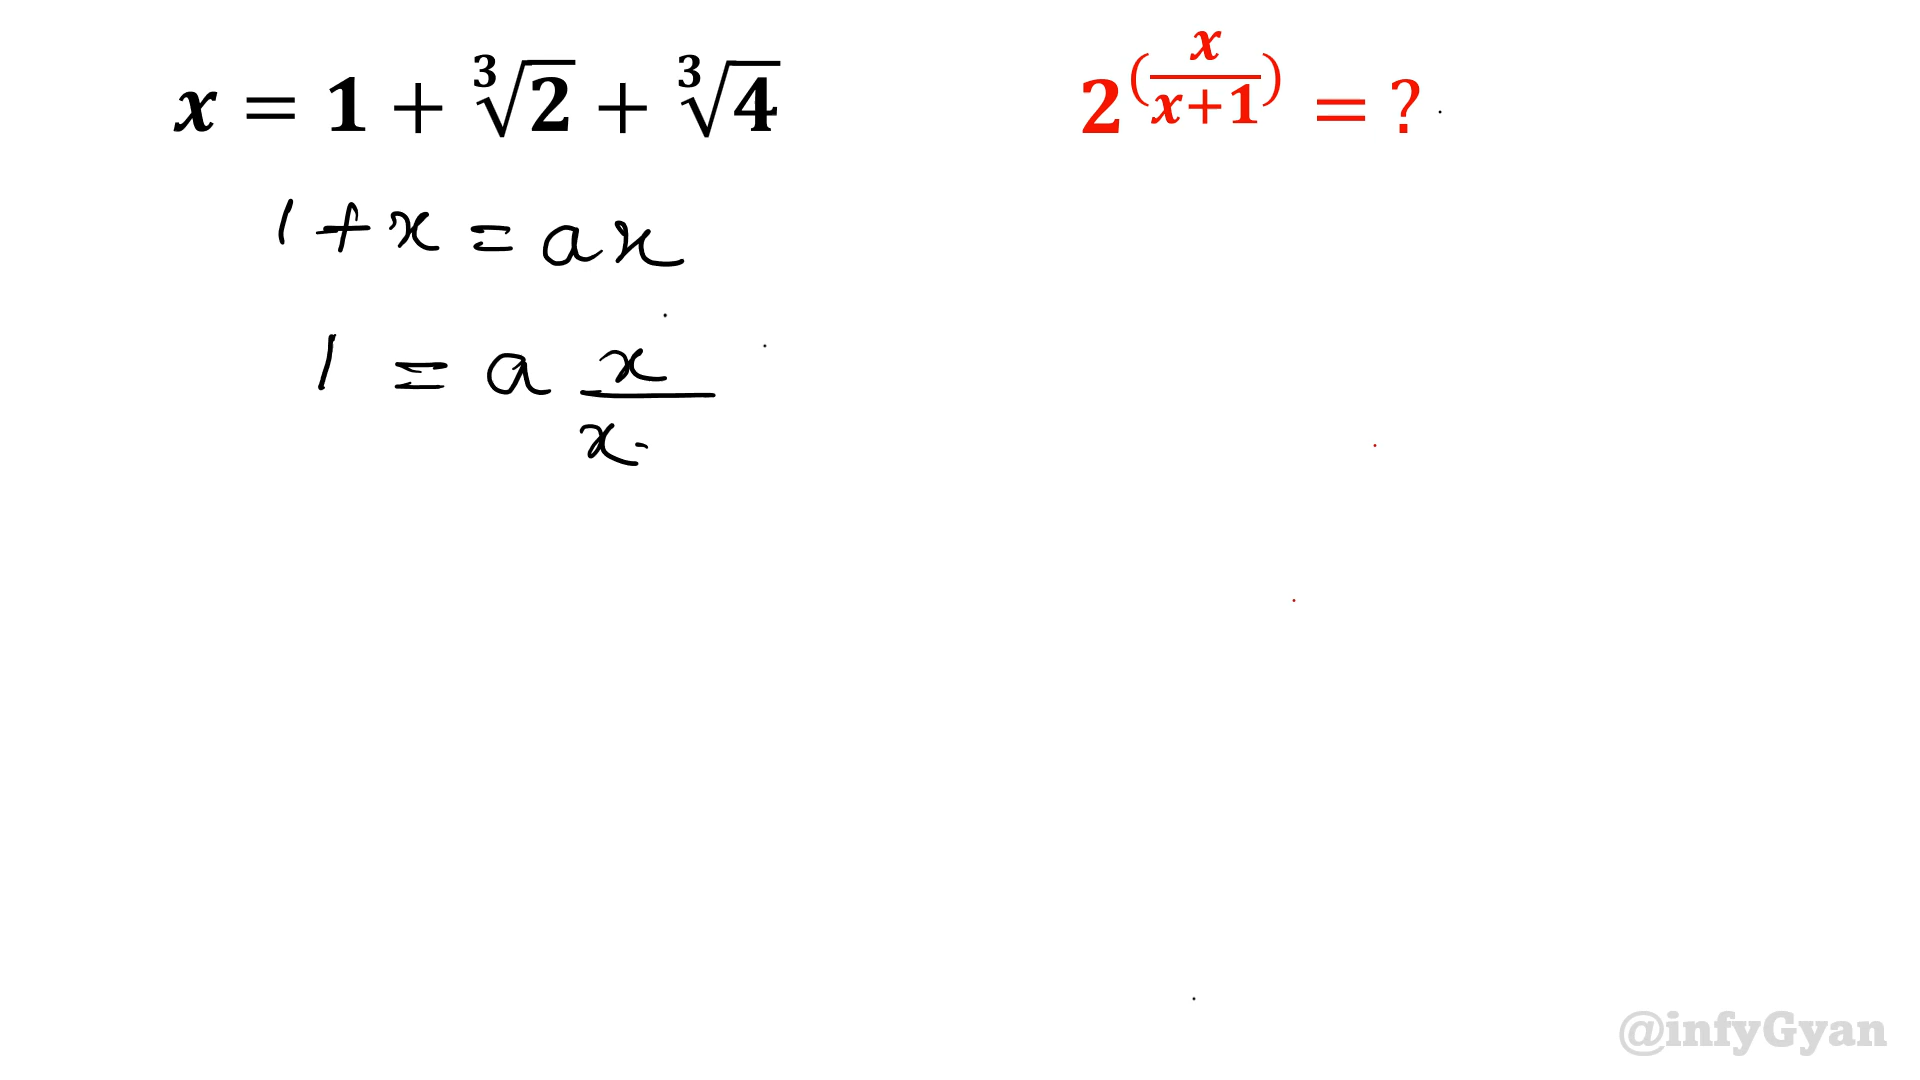 x = 1 + ∛2 + ∛4
2^(x/(x+1)) = ?
1 + x = ax
1 = a x/x
@infyGyan